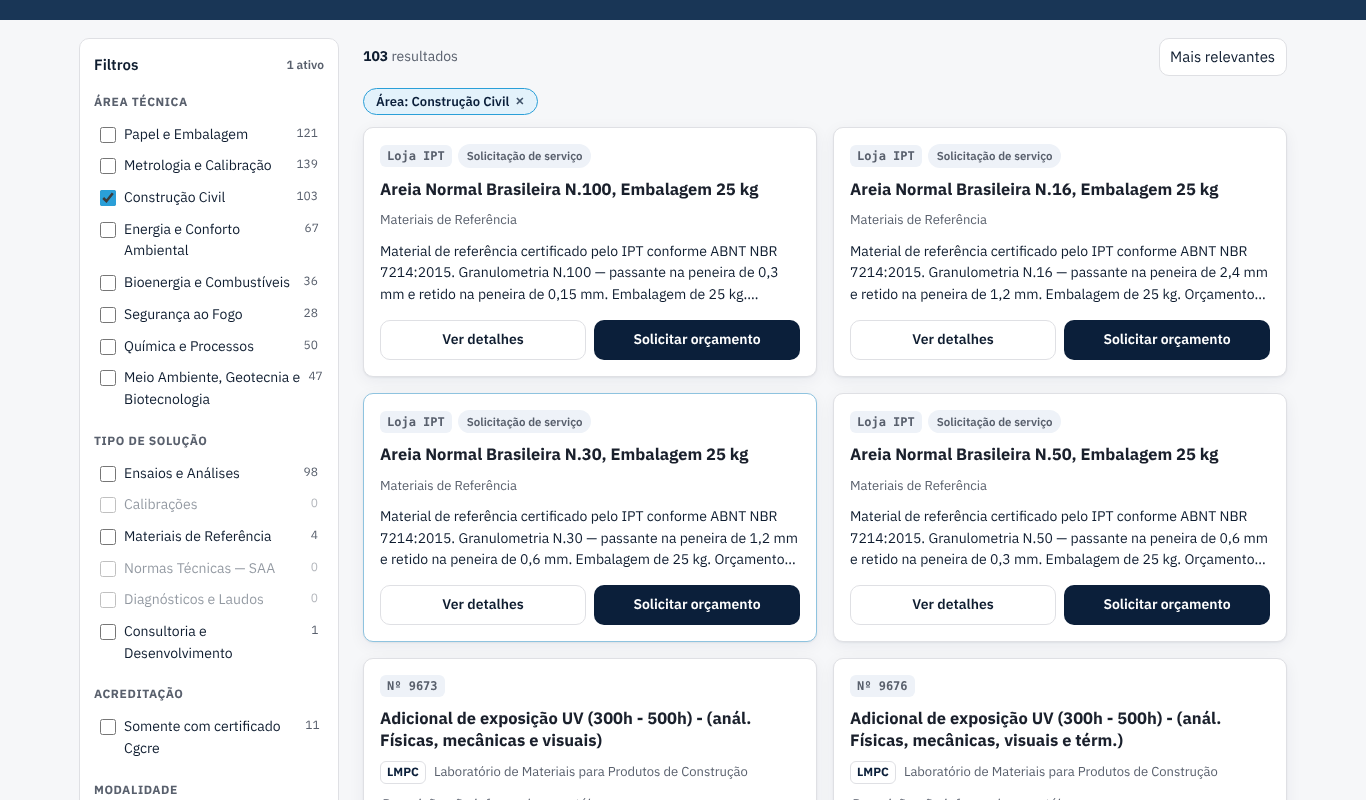 Filtros
1 ativo
ÁREA TÉCNICA
Papel e Embalagem 121
Metrologia e Calibração 139
Construção Civil 103
Energia e Conforto 67
Ambiental
Bioenergia e Combustíveis 36
Segurança ao Fogo 28
Química e Processos 50
Meio Ambiente, Geotecnia e 47
Biotecnologia
TIPO DE SOLUÇÃO
Ensaios e Análises 98
Calibrações 0
Materiais de Referência 4
Normas Técnicas — SAA 0
Diagnósticos e Laudos 0
Consultoria e 1
Desenvolvimento
ACREDITAÇÃO
Somente com certificado 11
Cgcre
MODALIDADE
103 resultados
Mais relevantes
Área: Construção Civil ×
Loja IPT Solicitação de serviço
Areia Normal Brasileira N.100, Embalagem 25 kg
Materiais de Referência
Material de referência certificado pelo IPT conforme ABNT NBR
7214:2015. Granulometria N.100 — passante na peneira de 0,3
mm e retido na peneira de 0,15 mm. Embalagem de 25 kg....
Ver detalhes
Solicitar orçamento
Loja IPT Solicitação de serviço
Areia Normal Brasileira N.16, Embalagem 25 kg
Materiais de Referência
Material de referência certificado pelo IPT conforme ABNT NBR
7214:2015. Granulometria N.16 — passante na peneira de 2,4 mm
e retido na peneira de 1,2 mm. Embalagem de 25 kg. Orçamento...
Ver detalhes
Solicitar orçamento
Loja IPT Solicitação de serviço
Areia Normal Brasileira N.30, Embalagem 25 kg
Materiais de Referência
Material de referência certificado pelo IPT conforme ABNT NBR
7214:2015. Granulometria N.30 — passante na peneira de 1,2 mm
e retido na peneira de 0,6 mm. Embalagem de 25 kg. Orçamento...
Ver detalhes
Solicitar orçamento
Loja IPT Solicitação de serviço
Areia Normal Brasileira N.50, Embalagem 25 kg
Materiais de Referência
Material de referência certificado pelo IPT conforme ABNT NBR
7214:2015. Granulometria N.50 — passante na peneira de 0,6 mm
e retido na peneira de 0,3 mm. Embalagem de 25 kg. Orçamento...
Ver detalhes
Solicitar orçamento
Nº 9673
Adicional de exposição UV (300h - 500h) - (anál.
Físicas, mecânicas e visuais)
LMPC Laboratório de Materiais para Produtos de Construção
Nº 9676
Adicional de exposição UV (300h - 500h) - (anál.
Físicas, mecânicas, visuais e térm.)
LMPC Laboratório de Materiais para Produtos de Construção